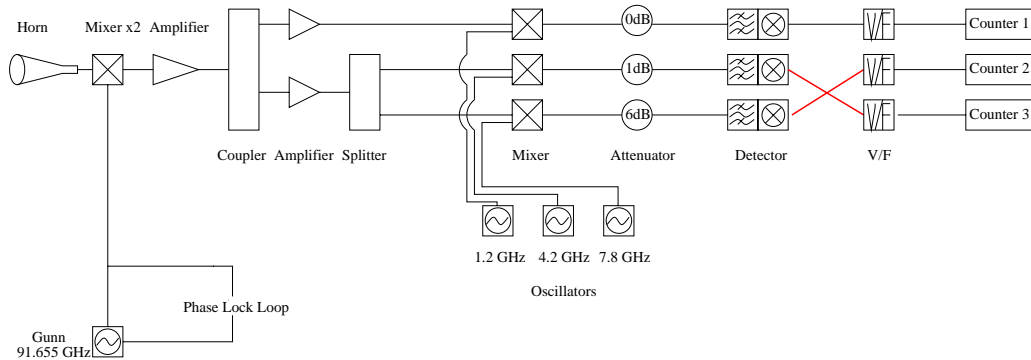 Horn
Mixer x2
Amplifier
0dB
1dB
6dB
Counter 1
Counter 2
Counter 3
Coupler
Amplifier
Splitter
Mixer
Attenuator
Detector
V/F
1.2 GHz
4.2 GHz
7.8 GHz
Oscillators
Phase Lock Loop
Gunn
91.655 GHz